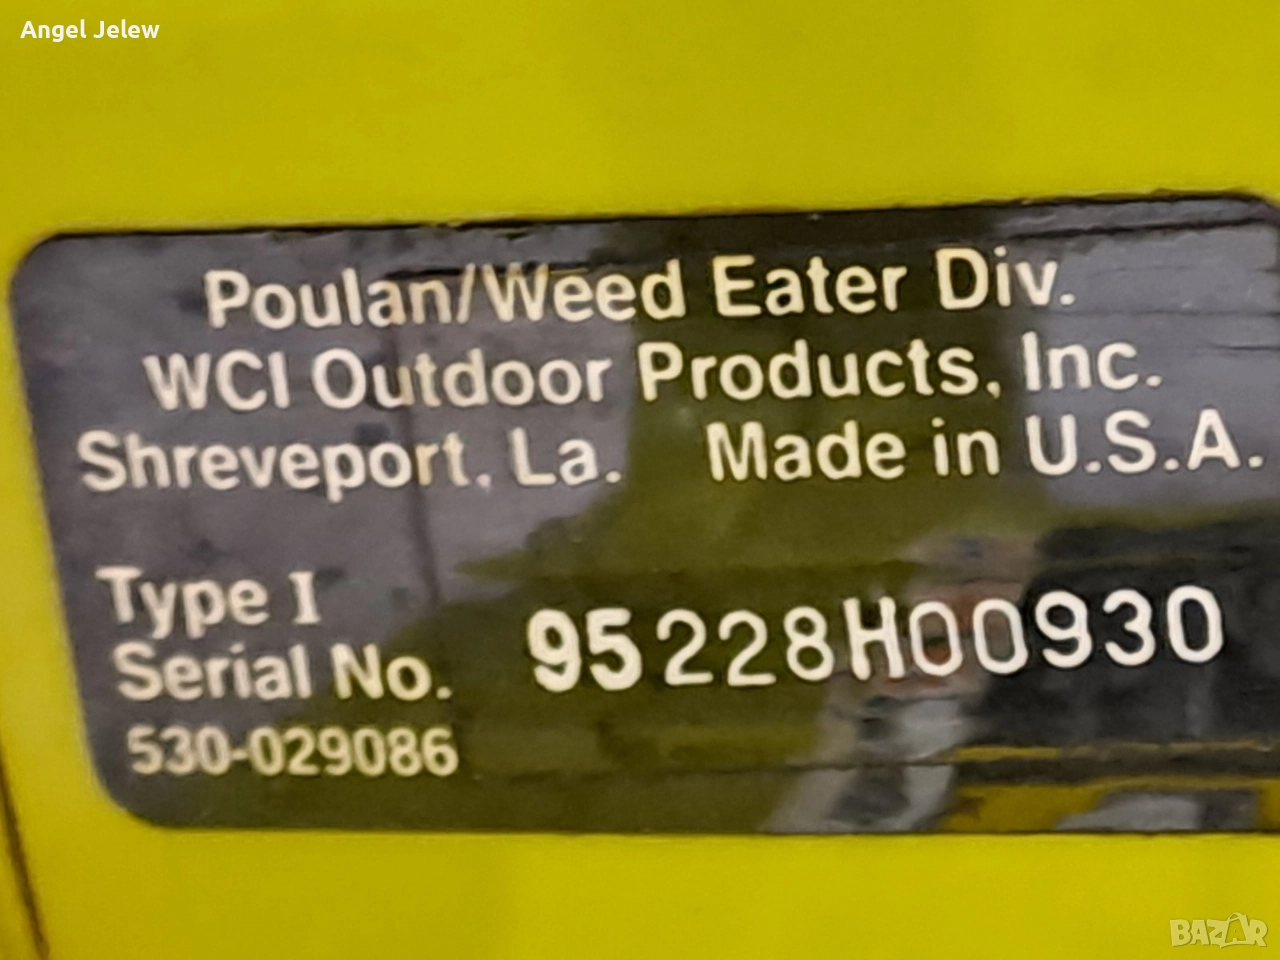 Angel Jelew
Poulan/Weed Eater Div.
WCI Outdoor Products, Inc.
Shreveport, La. Made in U.S.A.
Type I
Serial No. 95228H00930
530-029086
BAZAR